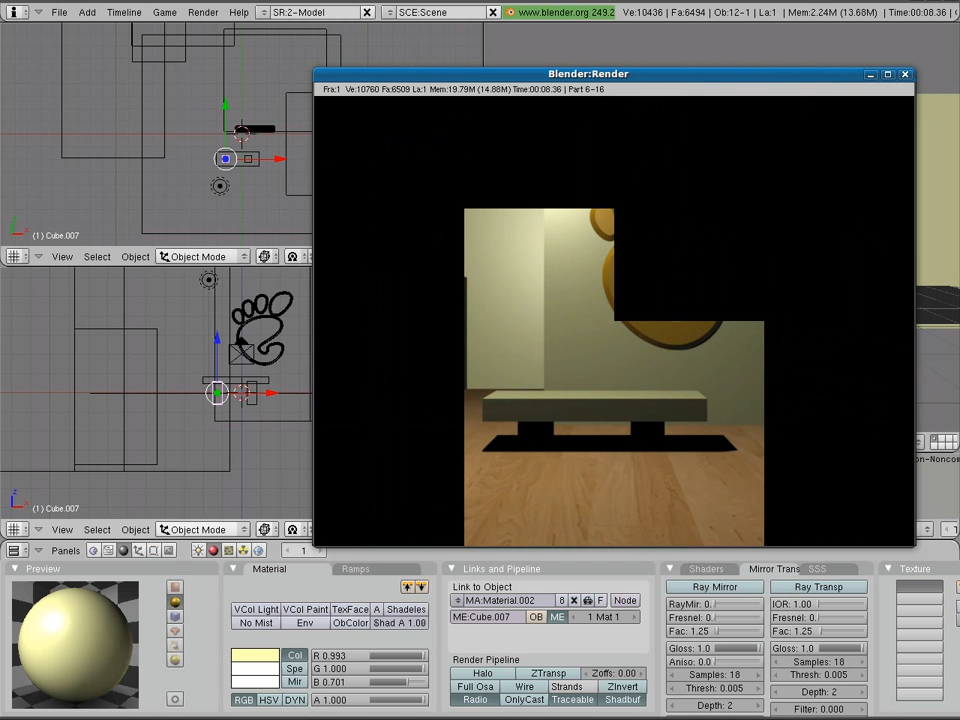 File Add Timeline Game Render Help SR:2-Model SCE:Scene www.blender.org 249.2 Ve:10436 | Fa:6494 | Ob:12-1 | La:1 | Mem:2.24M (13.68M) | Time:00:08.36 |
Blender:Render
Fra:1 Ve:10760 Fa:6509 La:1 Mem:19.79M (14.88M) Time:00:08.36 | Part 6-16
(1) Cube.007
View Select Object Object Mode
on-Noncom
(1) Cube.007
View Select Object Object Mode
Panels 1
Preview
Material Ramps
VCol Light VCol Paint TexFace A Shadeles
No Mist Env ObColor Shad A 1.00
Col R 0.993
Spe G 1.000
Mir B 0.701
RGB HSV DYN A 1.000
Links and Pipeline
Link to Object
MA:Material.002 8 F Node
ME:Cube.007 OB ME 1 Mat 1
Render Pipeline
Halo ZTransp Zoffs: 0.00
Full Osa Wire Strands ZInvert
Radio OnlyCast Traceable Shadbuf
Shaders Mirror Trans SSS
Ray Mirror Ray Transp
RayMir: 0. IOR: 1.00
Fresnel: 0. Fresnel: 0.
Fac: 1.25 Fac: 1.25
Gloss: 1.0 Gloss: 1.0
Aniso: 0.0 Samples: 18
Samples: 18 Thresh: 0.005
Thresh: 0.005 Depth: 2
Depth: 2 Filter: 0.000
Texture